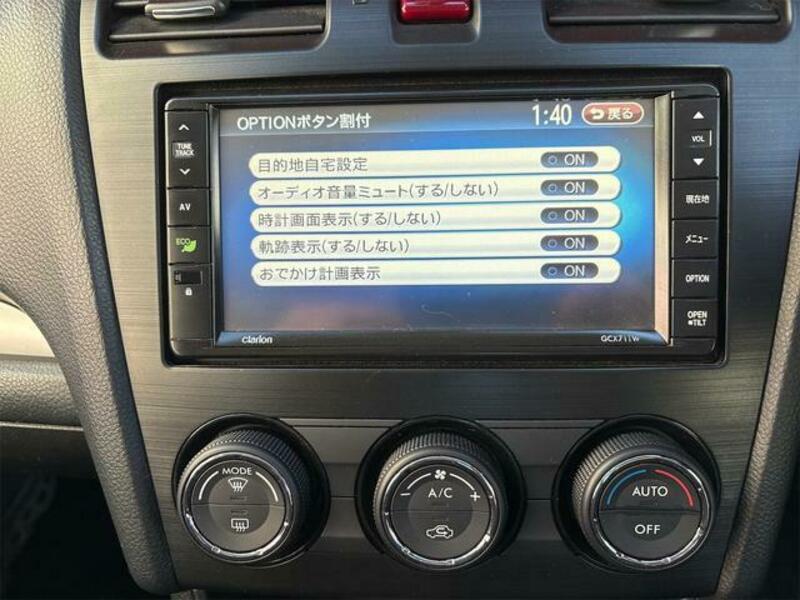 OPTIONボタン割付
1:40
戻る
目的地自宅設定 ON
オーディオ音量ミュート(する/しない) ON
時計画面表示(する/しない) ON
軌跡表示(する/しない) ON
おでかけ計画表示 ON
TUNE
TRACK
AV
ECO
VOL
現在地
メニュー
OPTION
OPEN
TILT
clarion
GCX711W
MODE
A/C
AUTO
OFF